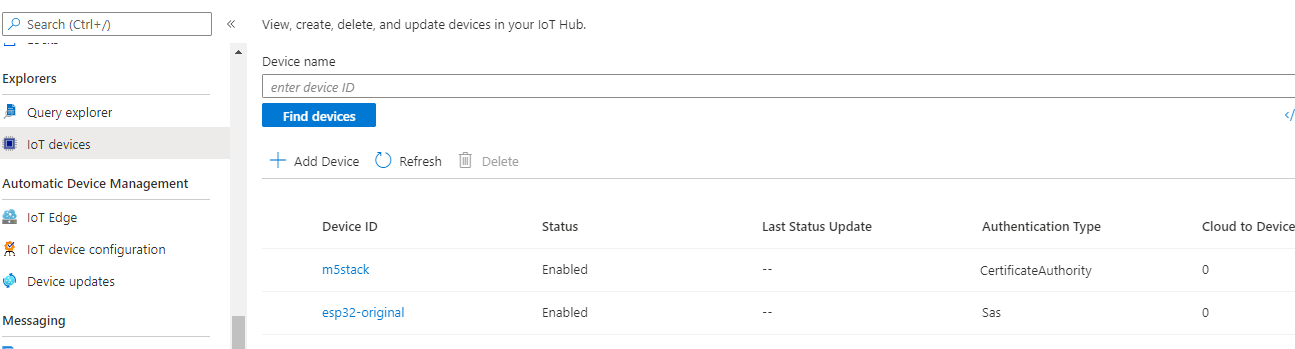 Search (Ctrl+/)
«
View, create, delete, and update devices in your IoT Hub.
Device name
enter device ID
Find devices
</
Explorers
Query explorer
IoT devices
Automatic Device Management
IoT Edge
IoT device configuration
Device updates
Messaging
Add Device Refresh Delete
Device ID Status Last Status Update Authentication Type Cloud to Device
m5stack Enabled -- CertificateAuthority 0
esp32-original Enabled -- Sas 0